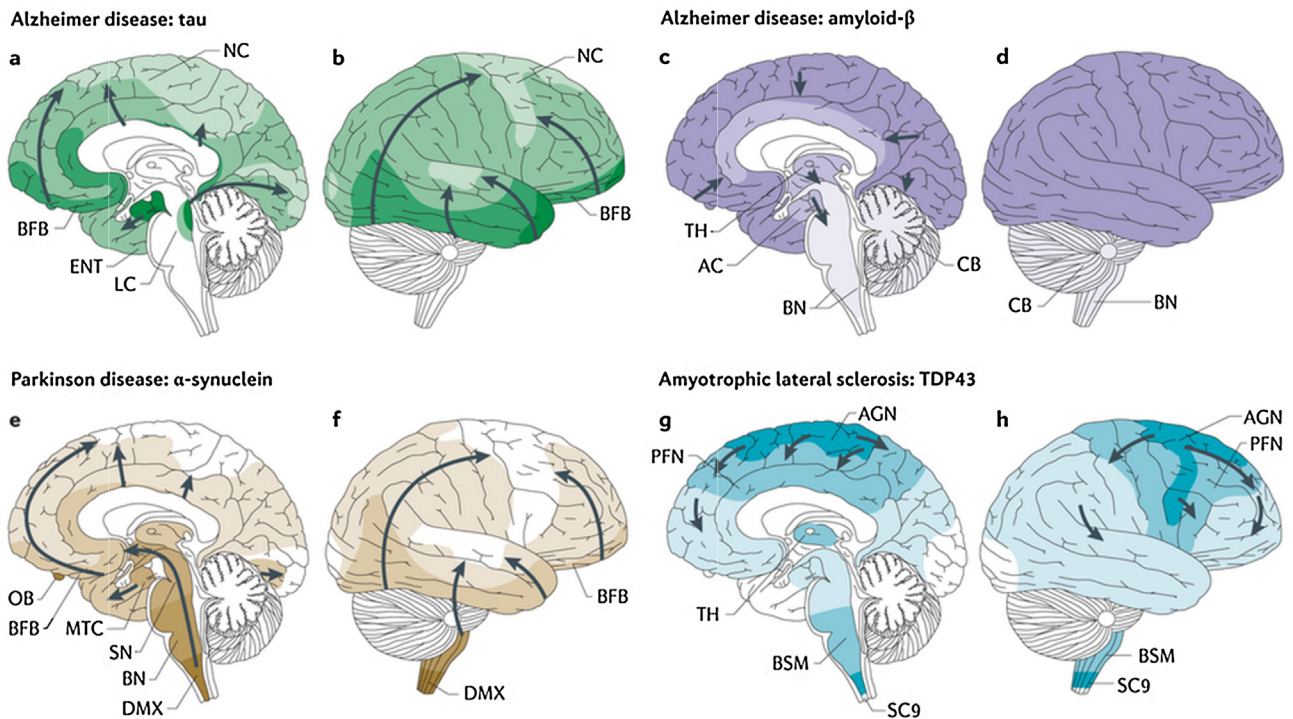 Alzheimer disease: tau
a
NC
BFB
ENT
LC
b
NC
BFB
Alzheimer disease: amyloid-β
c
TH
AC
BN
CB
d
CB
BN
Parkinson disease: α-synuclein
e
OB
BFB
MTC
SN
BN
DMX
f
BFB
DMX
Amyotrophic lateral sclerosis: TDP43
g
AGN
PFN
TH
BSM
SC9
h
AGN
PFN
BSM
SC9